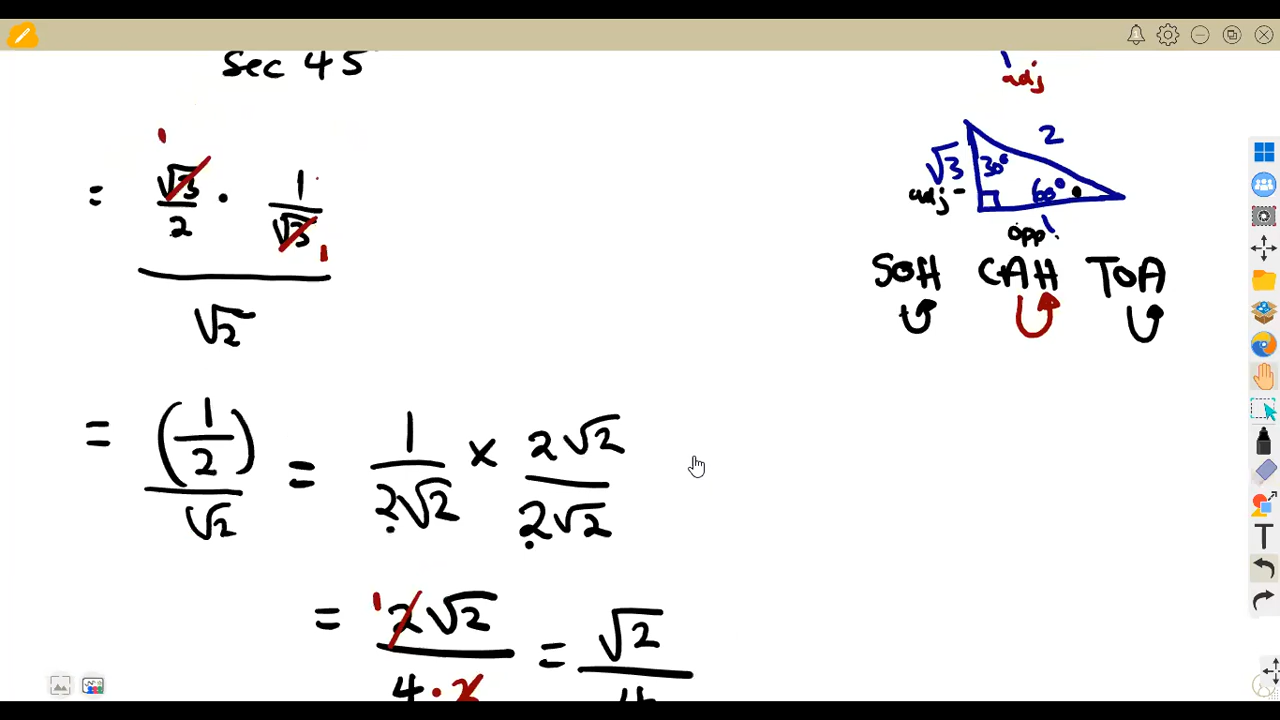 sec 45°
= (√3/2 · 1/√3) / √2
1
1
= (1/2)/√2 = 1/(2√2) × 2√2/(2√2)
= 2√2/(4·2) = √2/4
1
adj
2
√3 30°
adj 60°
opp 1
SOH CAH TOA
T